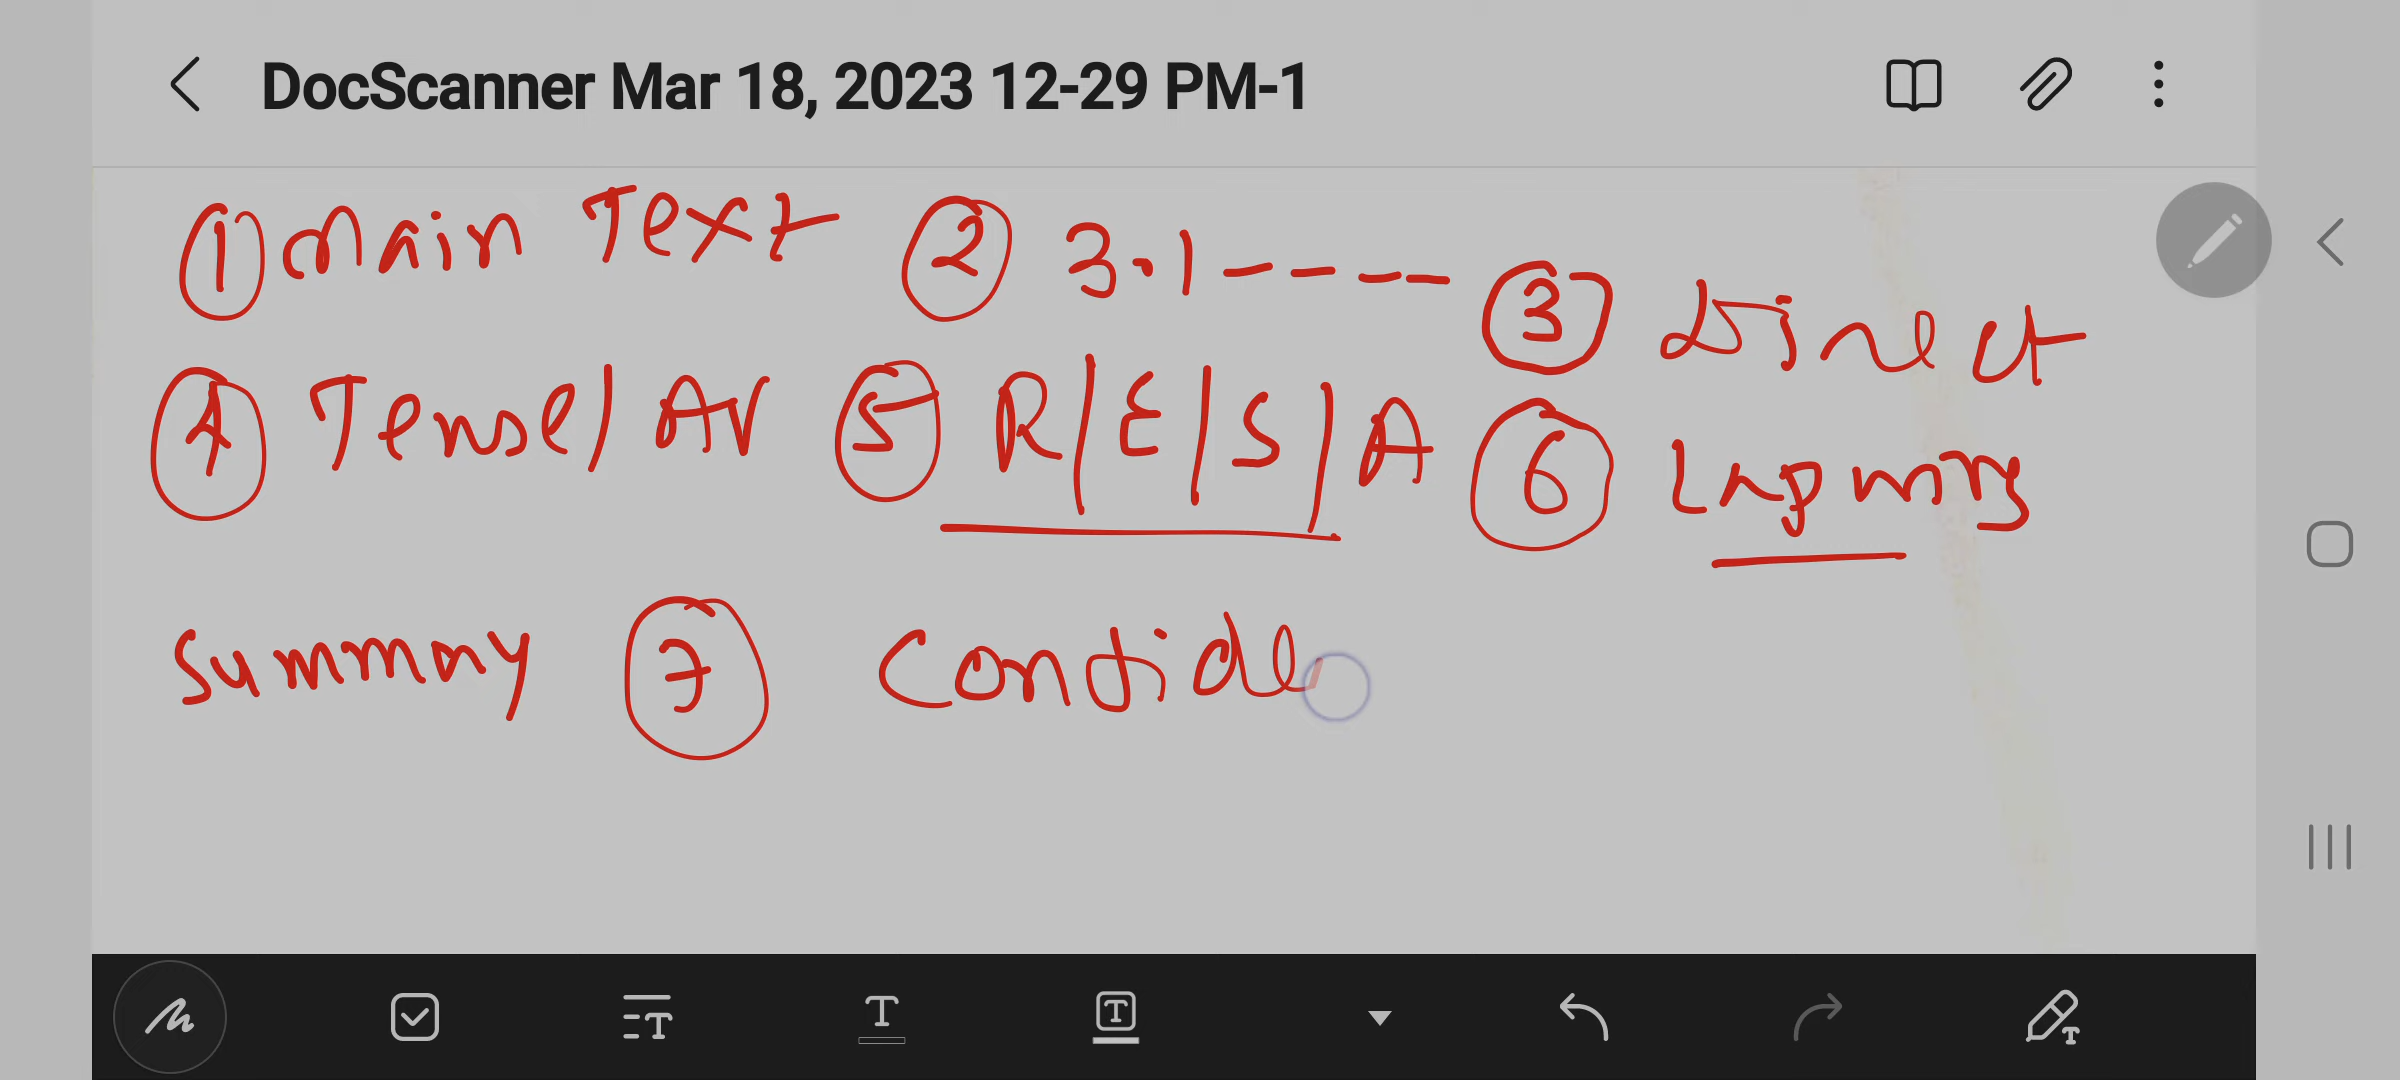 DocScanner Mar 18, 2023 12-29 PM-1
① Main Text ② 3.1----- ③ Direct
④ Tense/AV ⑤ R/E/S/A ⑥
Summary ⑦ Confide